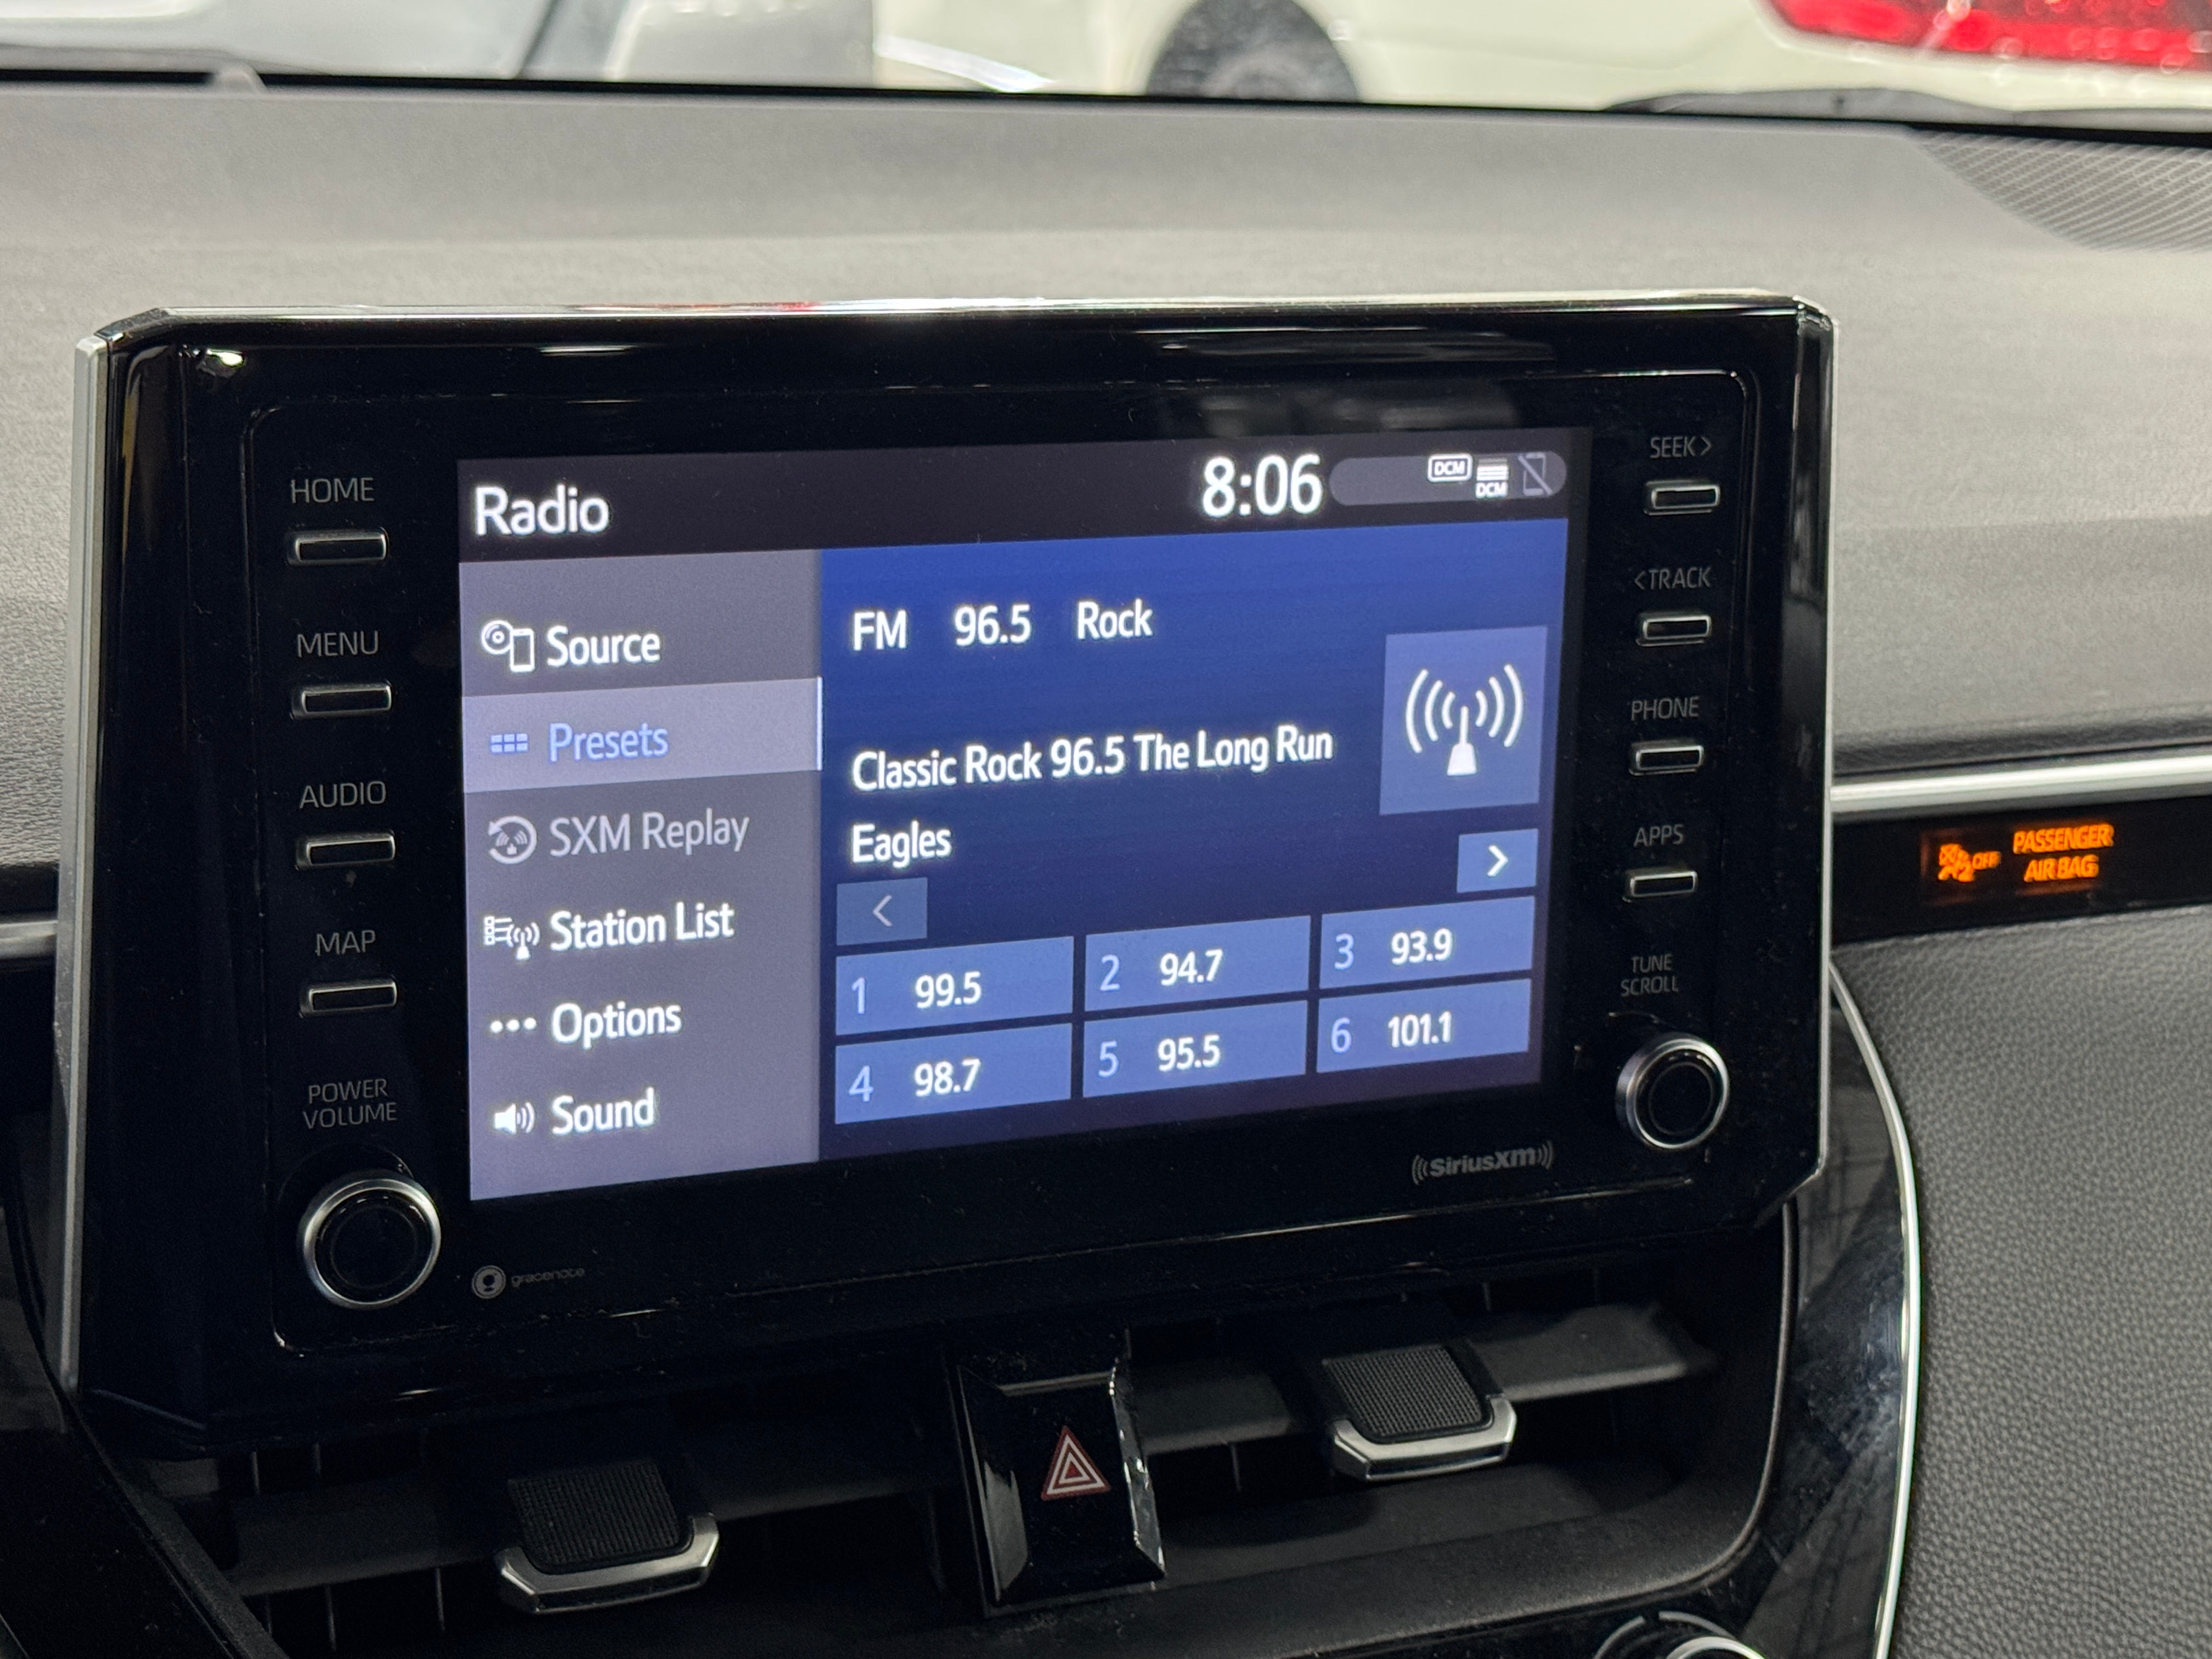 HOME
MENU
AUDIO
MAP
POWER
VOLUME
Radio
8:06
DCM
DCM
Source
Presets
SXM Replay
Station List
Options
Sound
FM 96.5 Rock
Classic Rock 96.5 The Long Run
Eagles
<
>
1 99.5
2 94.7
3 93.9
4 98.7
5 95.5
6 101.1
SEEK>
<TRACK
PHONE
APPS
TUNE
SCROLL
SiriusXM
gracenote
OFF
PASSENGER
AIR BAG